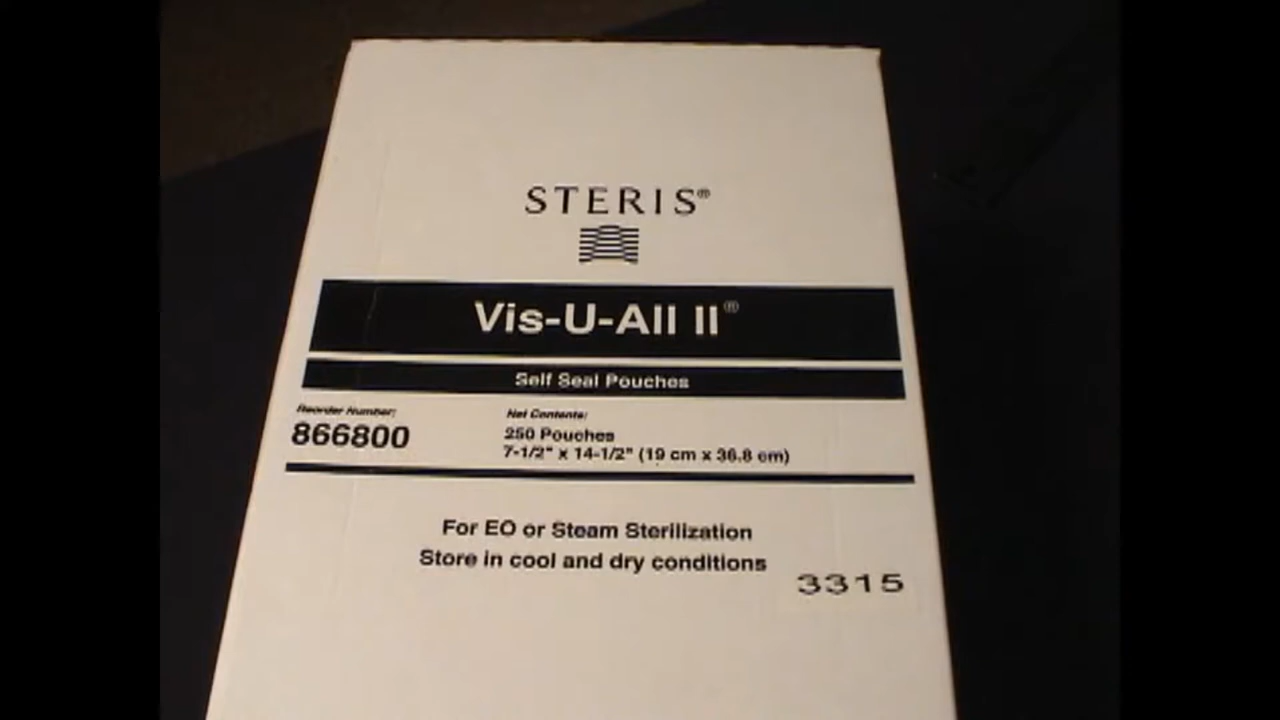 STERIS®
Vis-U-All II®
Self Seal Pouches
Reorder Number:
866800
Net Contents:
250 Pouches
7-1/2" x 14-1/2" (19 cm x 36.8 cm)
For EO or Steam Sterilization
Store in cool and dry conditions
3315